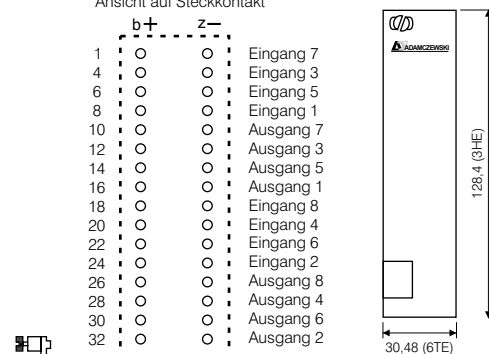 Ansicht auf Steckkontakt
b+ z–
1 Eingang 7
4 Eingang 3
6 Eingang 5
8 Eingang 1
10 Ausgang 7
12 Ausgang 3
14 Ausgang 5
16 Ausgang 1
18 Eingang 8
20 Eingang 4
22 Eingang 6
24 Eingang 2
26 Ausgang 8
28 Ausgang 4
30 Ausgang 6
32 Ausgang 2
ADAMCZEWSKI
128,4 (3HE)
30,48 (6TE)